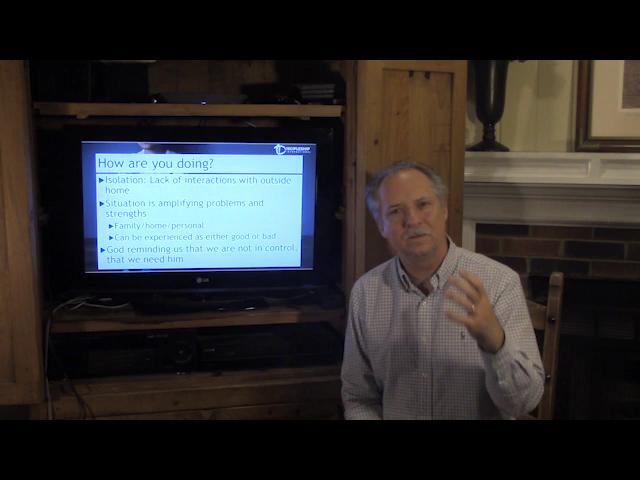 DISCIPLESHIP
How are you doing?
▶Isolation: Lack of interactions with outside
home
▶Situation is amplifying problems and
strengths
▶Family/home/personal
▶Can be experienced as either good or bad
▶God reminding us that we are not in control,
that we need him
LG